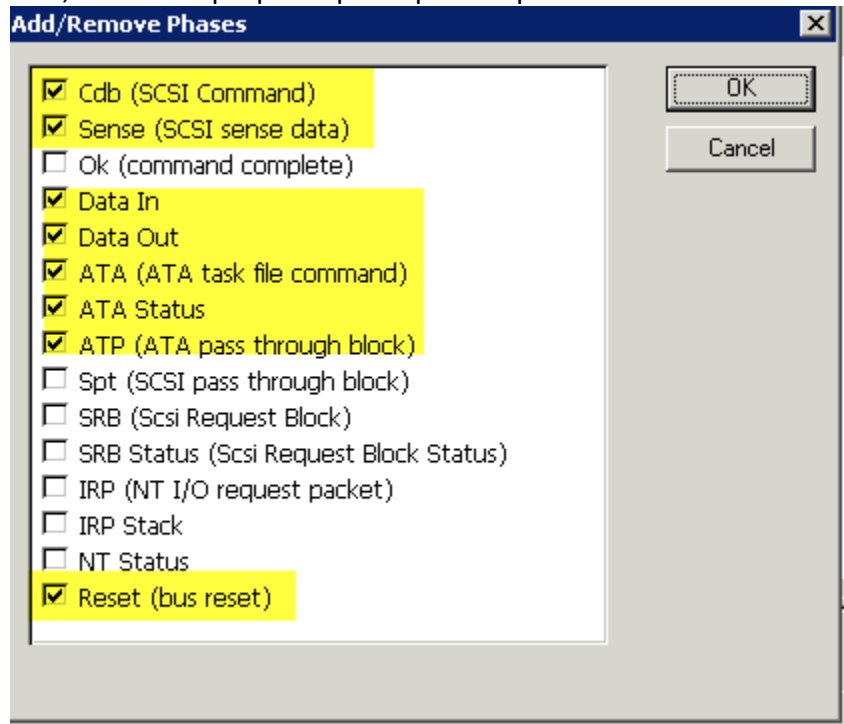 Add/Remove Phases
Cdb (SCSI Command)
OK
Sense (SCSI sense data)
Cancel
Ok (command complete)
Data In
Data Out
ATA (ATA task file command)
ATA Status
ATP (ATA pass through block)
Spt (SCSI pass through block)
SRB (Scsi Request Block)
SRB Status (Scsi Request Block Status)
IRP (NT I/O request packet)
IRP Stack
NT Status
Reset (bus reset)